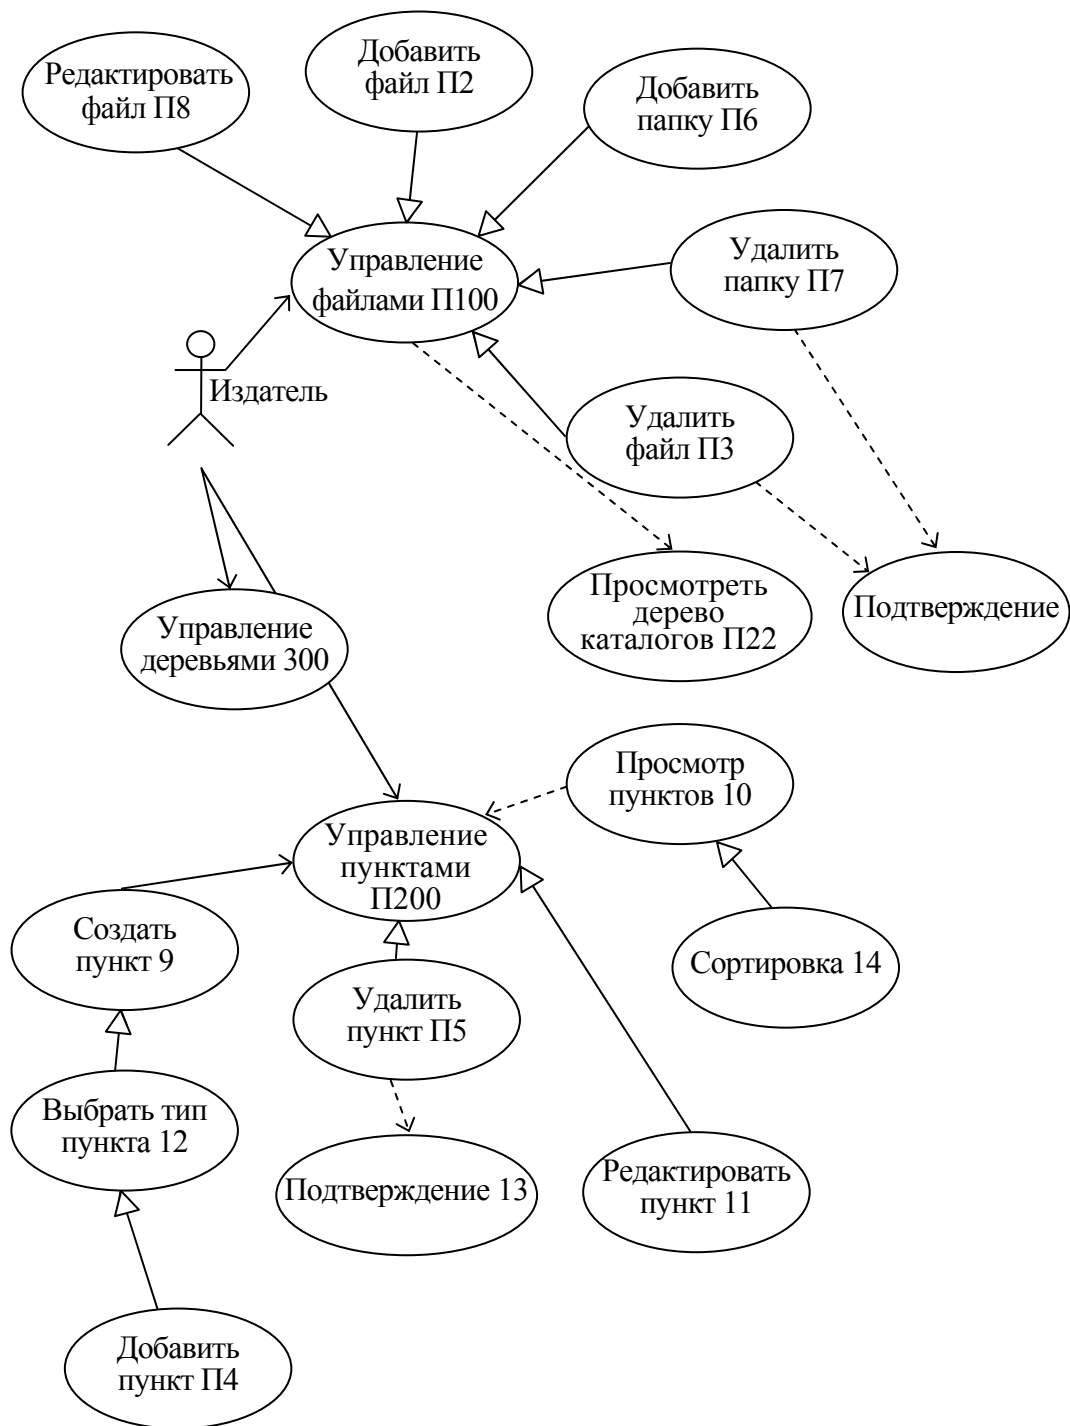 Редактировать
файл П8
Добавить
файл П2
Добавить
папку П6
Управление
файлами П100
Удалить
папку П7
Издатель
Удалить
файл П3
Просмотреть
дерево
каталогов П22
Подтверждение
Управление
деревьями 300
Просмотр
пунктов 10
Управление
пунктами
П200
Создать
пункт 9
Удалить
пункт П5
Сортировка 14
Выбрать тип
пункта 12
Подтверждение 13
Редактировать
пункт 11
Добавить
пункт П4